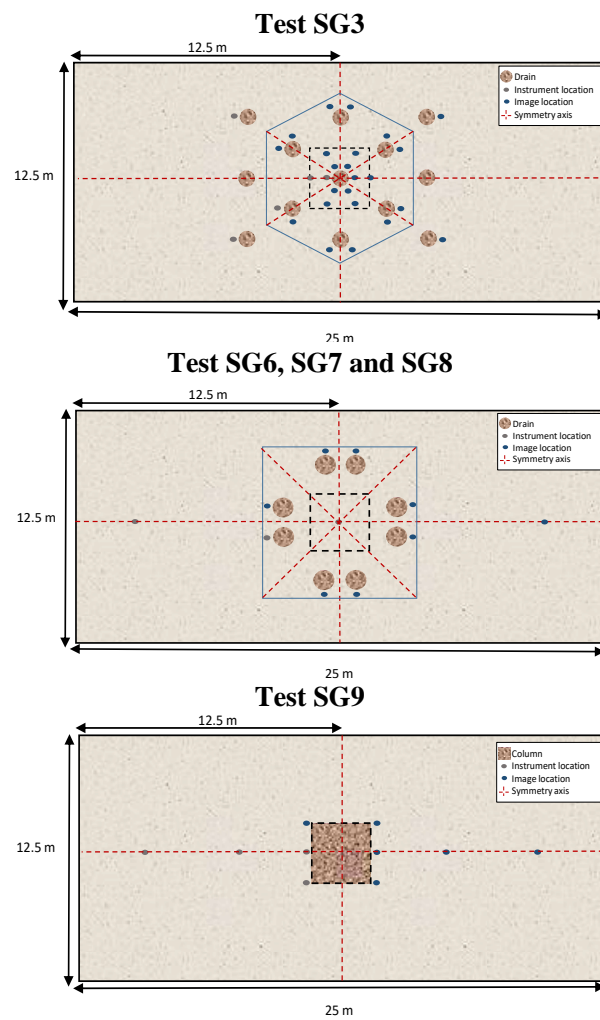 Test SG3
12.5 m
Drain
Instrument location
Image location
Symmetry axis
12.5 m
25 m
Test SG6, SG7 and SG8
12.5 m
Drain
Instrument location
Image location
Symmetry axis
12.5 m
25 m
Test SG9
12.5 m
Column
Instrument location
Image location
Symmetry axis
12.5 m
25 m